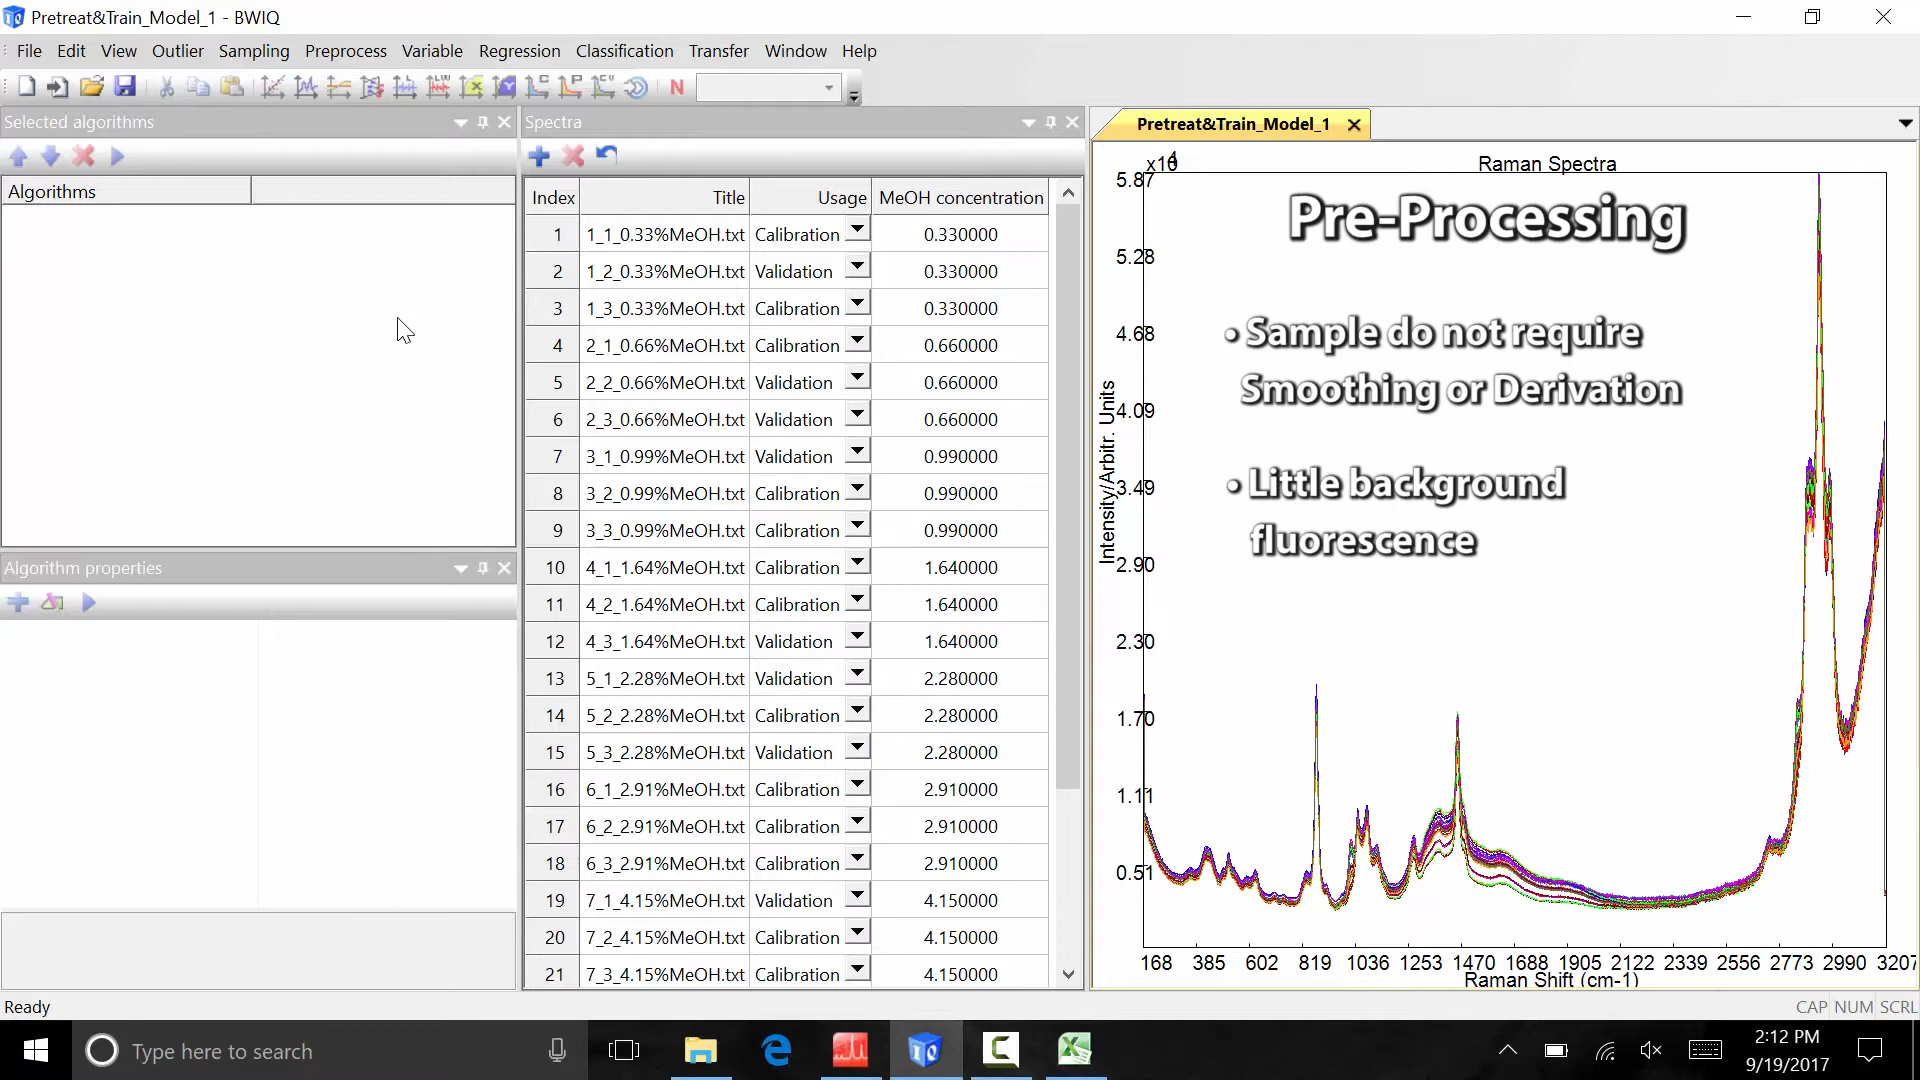 Pretreat&Train_Model_1 - BWIQ
File Edit View Outlier Sampling Preprocess Variable Regression Classification Transfer Window Help
N
Selected algorithms
Algorithms
Algorithm properties
Spectra
Index Title Usage MeOH concentration
1 1_1_0.33%MeOH.txt Calibration 0.330000
2 1_2_0.33%MeOH.txt Validation 0.330000
3 1_3_0.33%MeOH.txt Calibration 0.330000
4 2_1_0.66%MeOH.txt Calibration 0.660000
5 2_2_0.66%MeOH.txt Validation 0.660000
6 2_3_0.66%MeOH.txt Validation 0.660000
7 3_1_0.99%MeOH.txt Validation 0.990000
8 3_2_0.99%MeOH.txt Calibration 0.990000
9 3_3_0.99%MeOH.txt Calibration 0.990000
10 4_1_1.64%MeOH.txt Calibration 1.640000
11 4_2_1.64%MeOH.txt Calibration 1.640000
12 4_3_1.64%MeOH.txt Validation 1.640000
13 5_1_2.28%MeOH.txt Validation 2.280000
14 5_2_2.28%MeOH.txt Calibration 2.280000
15 5_3_2.28%MeOH.txt Validation 2.280000
16 6_1_2.91%MeOH.txt Calibration 2.910000
17 6_2_2.91%MeOH.txt Calibration 2.910000
18 6_3_2.91%MeOH.txt Calibration 2.910000
19 7_1_4.15%MeOH.txt Validation 4.150000
20 7_2_4.15%MeOH.txt Calibration 4.150000
21 7_3_4.15%MeOH.txt Calibration 4.150000
Pretreat&Train_Model_1
x10 4
Raman Spectra
Pre-Processing
• Sample do not require
Smoothing or Derivation
• Little background
fluorescence
5.87
5.28
4.68
4.09
3.49
2.90
2.30
1.70
1.11
0.51
Intensity/Arbitr. Units
168 385 602 819 1036 1253 1470 1688 1905 2122 2339 2556 2773 2990 3207
Raman Shift (cm-1)
Ready
CAP NUM SCRL
Type here to search
2:12 PM
9/19/2017